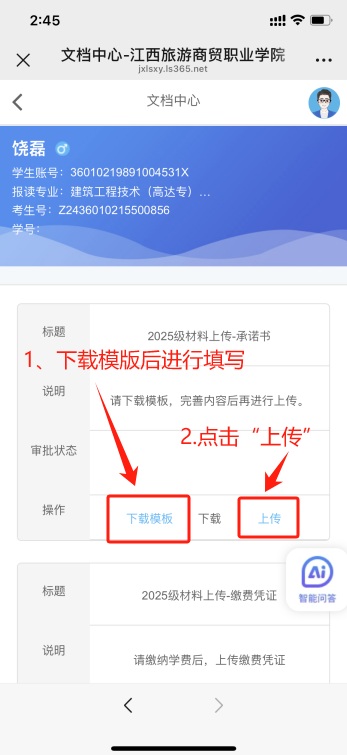 2:45
文档中心-江西旅游商贸职业学院
jxlsxy.ls365.net
文档中心
饶磊
学生账号：36010219891004531X
报读专业：建筑工程技术（高达专）...
考生号：Z2436010215500856
学号：
标题
2025级材料上传-承诺书
1、下载模版后进行填写
说明
请下载模板，完善内容后再进行上传。
2.点击“上传”
审批状态
操作
下载模板 下载 上传
Ai
智能问答
标题
2025级材料上传-缴费凭证
说明
请缴纳学费后，上传缴费凭证